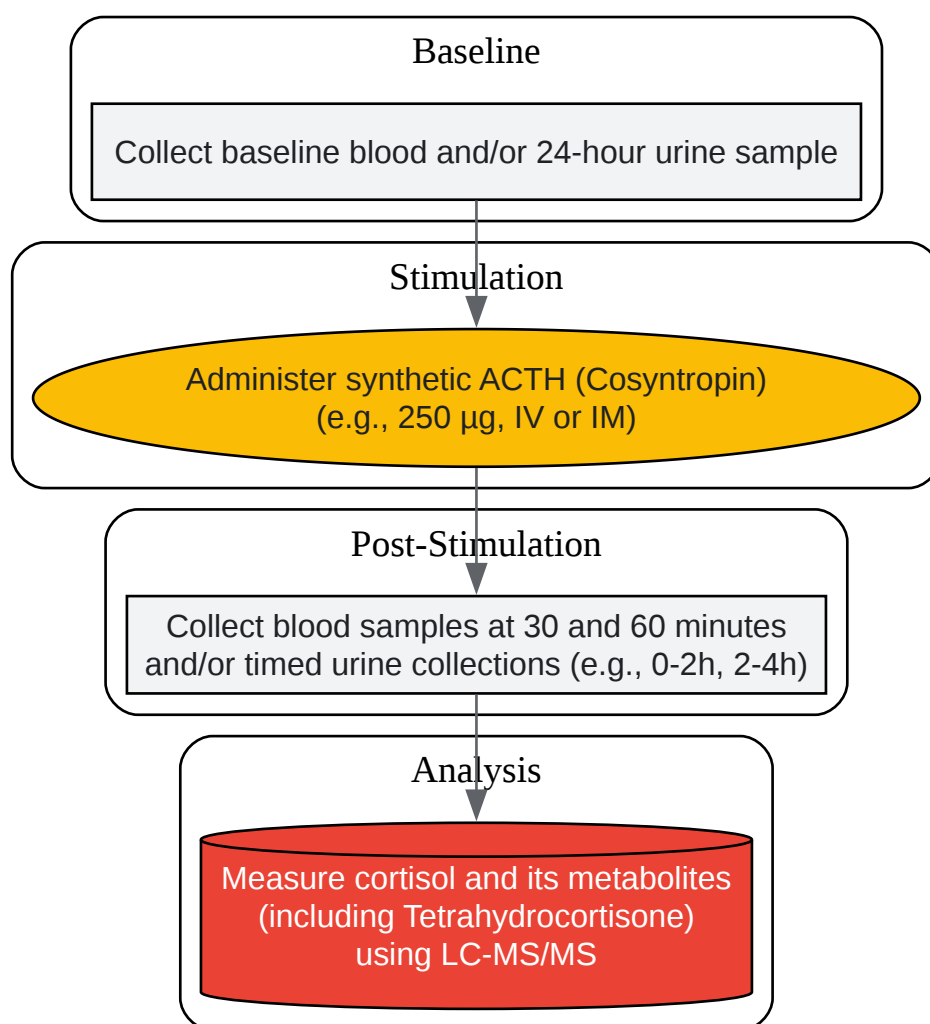 Baseline
Collect baseline blood and/or 24-hour urine sample
Stimulation
Administer synthetic ACTH (Cosyntropin)
(e.g., 250 µg, IV or IM)
Post-Stimulation
Collect blood samples at 30 and 60 minutes
and/or timed urine collections (e.g., 0-2h, 2-4h)
Analysis
Measure cortisol and its metabolites
(including Tetrahydrocortisone)
using LC-MS/MS